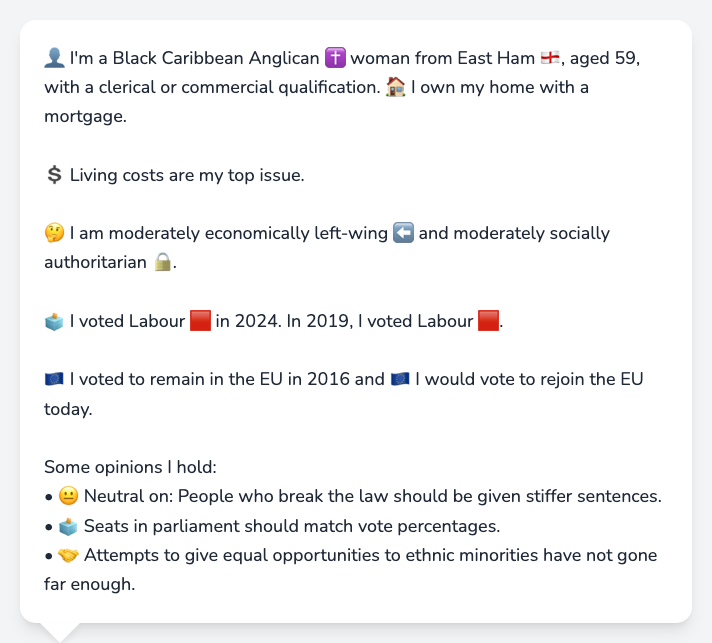 👤 I'm a Black Caribbean Anglican ✝️ woman from East Ham 🏴󠁧󠁢󠁥󠁮󠁧󠁿, aged 59,
with a clerical or commercial qualification. 🏠 I own my home with a
mortgage.
💲 Living costs are my top issue.
🤔 I am moderately economically left-wing ⬅️ and moderately socially
authoritarian 🔒.
🗳️ I voted Labour 🟥 in 2024. In 2019, I voted Labour 🟥.
🇪🇺 I voted to remain in the EU in 2016 and 🇪🇺 I would vote to rejoin the EU
today.
Some opinions I hold:
• 😐 Neutral on: People who break the law should be given stiffer sentences.
• 🗳️ Seats in parliament should match vote percentages.
• 🤝 Attempts to give equal opportunities to ethnic minorities have not gone
far enough.